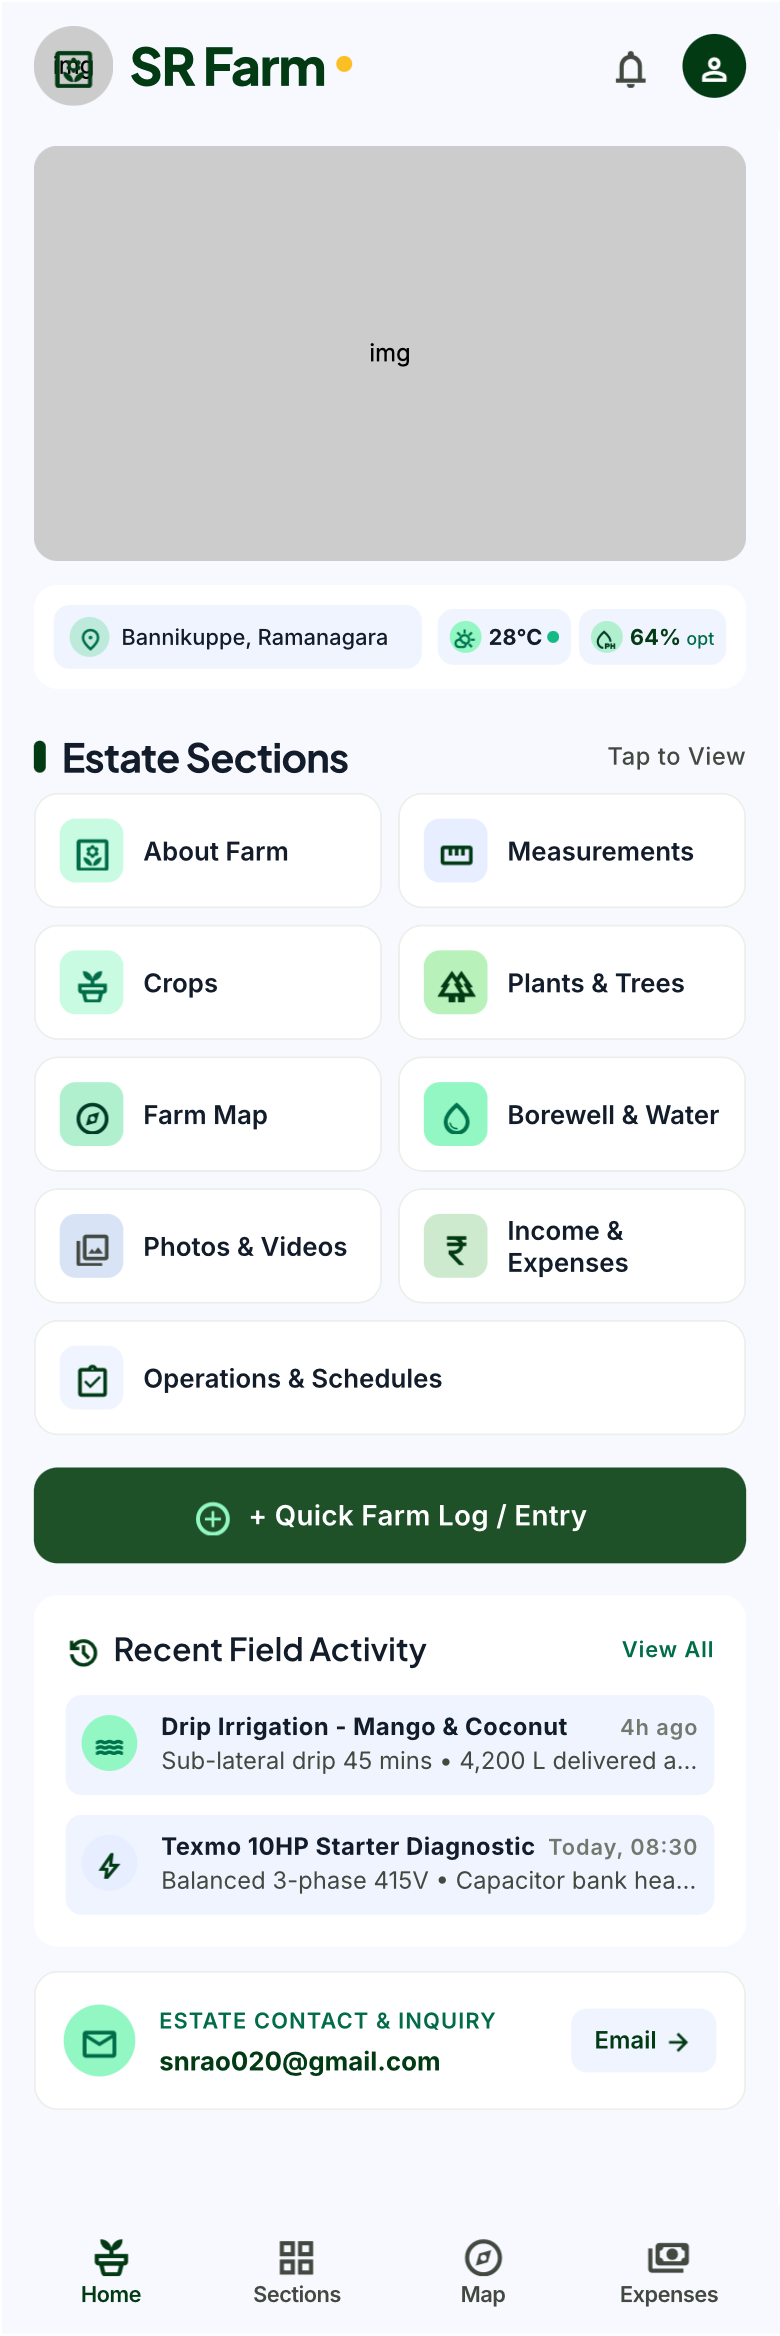 img
SR Farm
img
Bannikuppe, Ramanagara
28°C
PH
64% opt
Estate Sections
Tap to View
About Farm
Measurements
Crops
Plants & Trees
Farm Map
Borewell & Water
Photos & Videos
Income &
Expenses
Operations & Schedules
+ Quick Farm Log / Entry
Recent Field Activity
View All
Drip Irrigation - Mango & Coconut
4h ago
Sub-lateral drip 45 mins • 4,200 L delivered a...
Texmo 10HP Starter Diagnostic
Today, 08:30
Balanced 3-phase 415V • Capacitor bank hea...
ESTATE CONTACT & INQUIRY
snrao020@gmail.com
Email →
Home
Sections
Map
Expenses